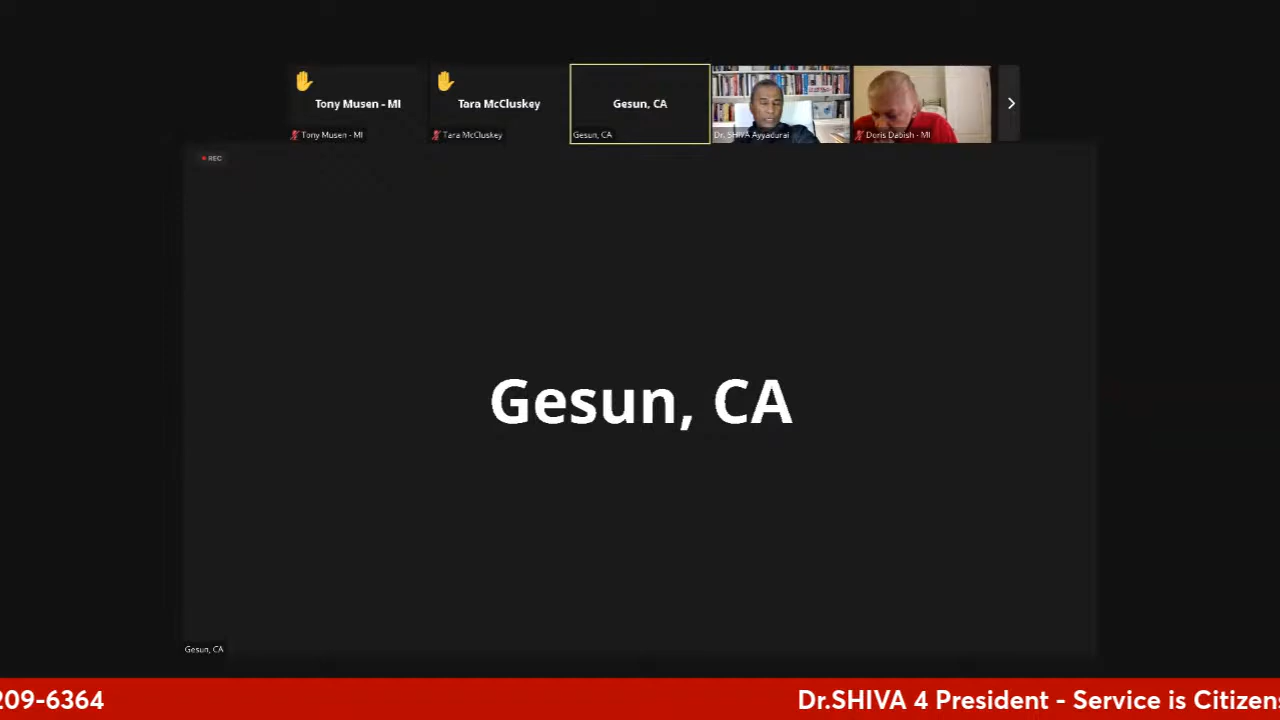 Tony Musen - MI
Tara McCluskey
Gesun, CA
Tony Musen - MI
Tara McCluskey
Gesun, CA
Dr. SHIVA Ayyadurai
Doris Dabish - MI
REC
Gesun, CA
Gesun, CA
209-6364
Dr.SHIVA 4 President - Service is Citizens